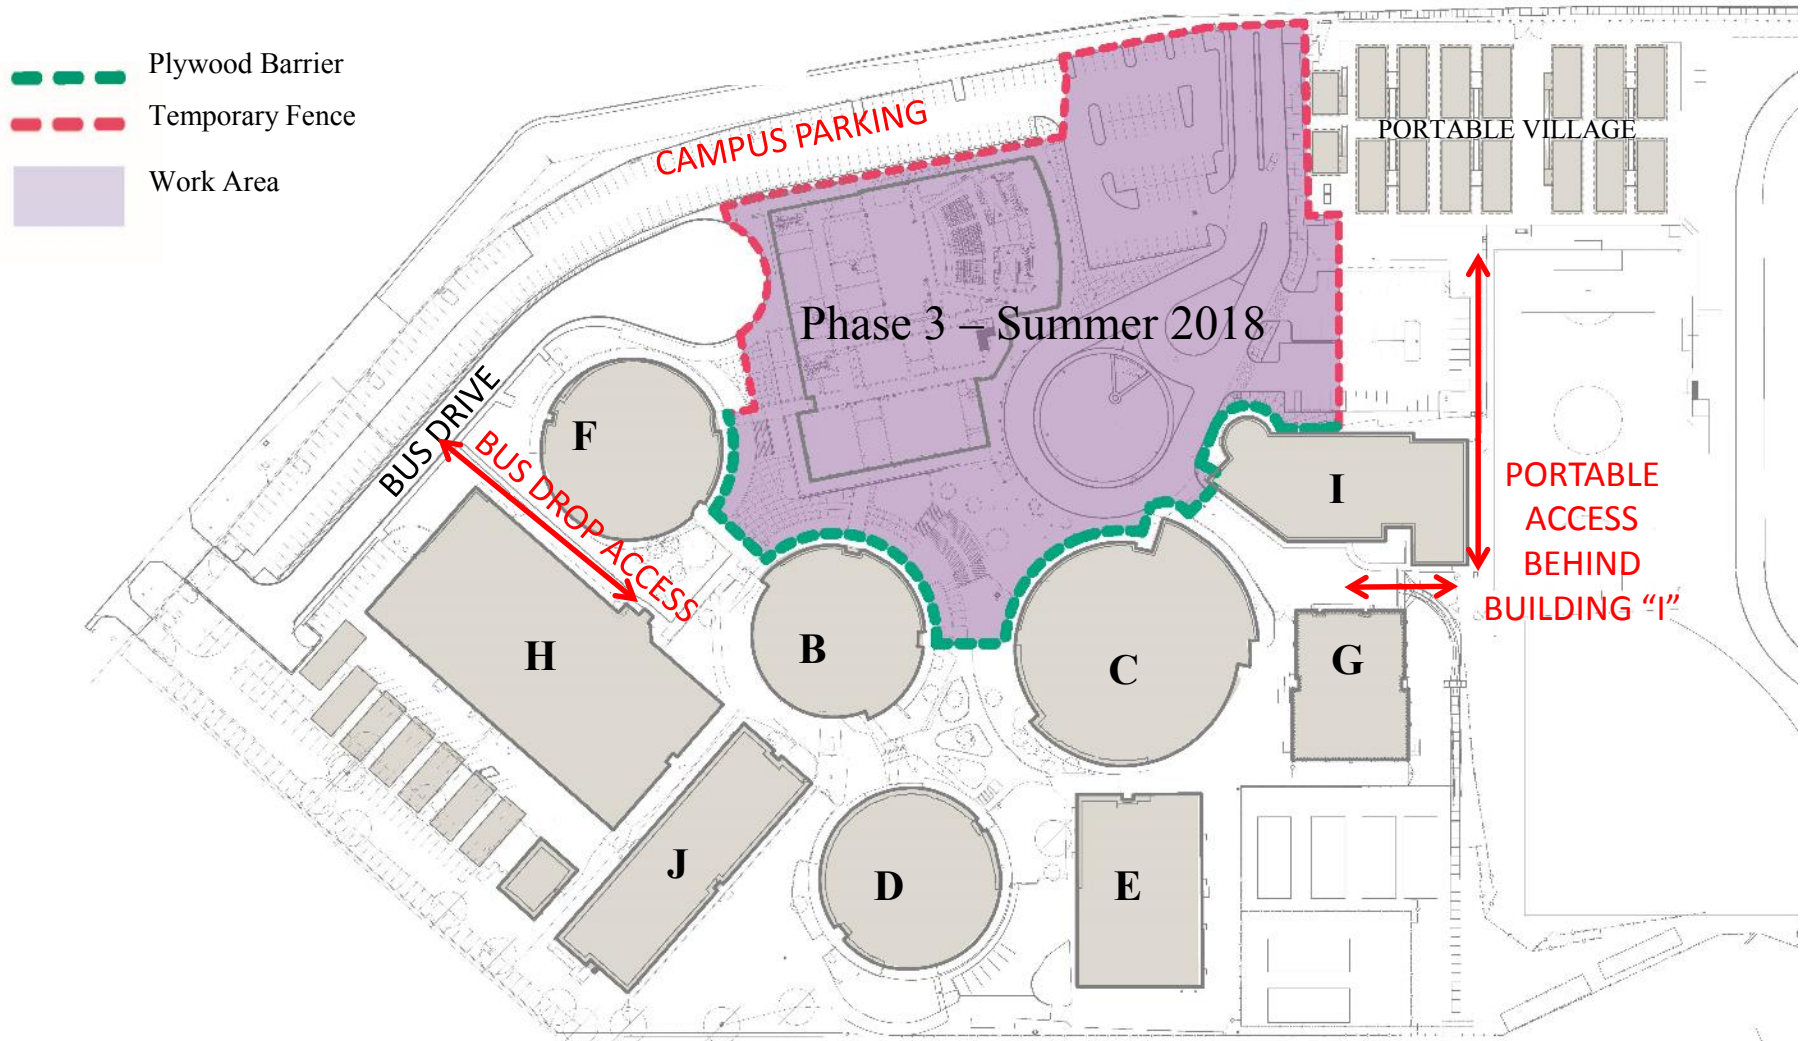 Plywood Barrier
Temporary Fence
Work Area
CAMPUS PARKING
PORTABLE VILLAGE
Phase 3 – Summer 2018
BUS DRIVE
BUS DROP ACCESS
F
I
PORTABLE
ACCESS
BEHIND
BUILDING “I”
H
B
C
G
J
D
E